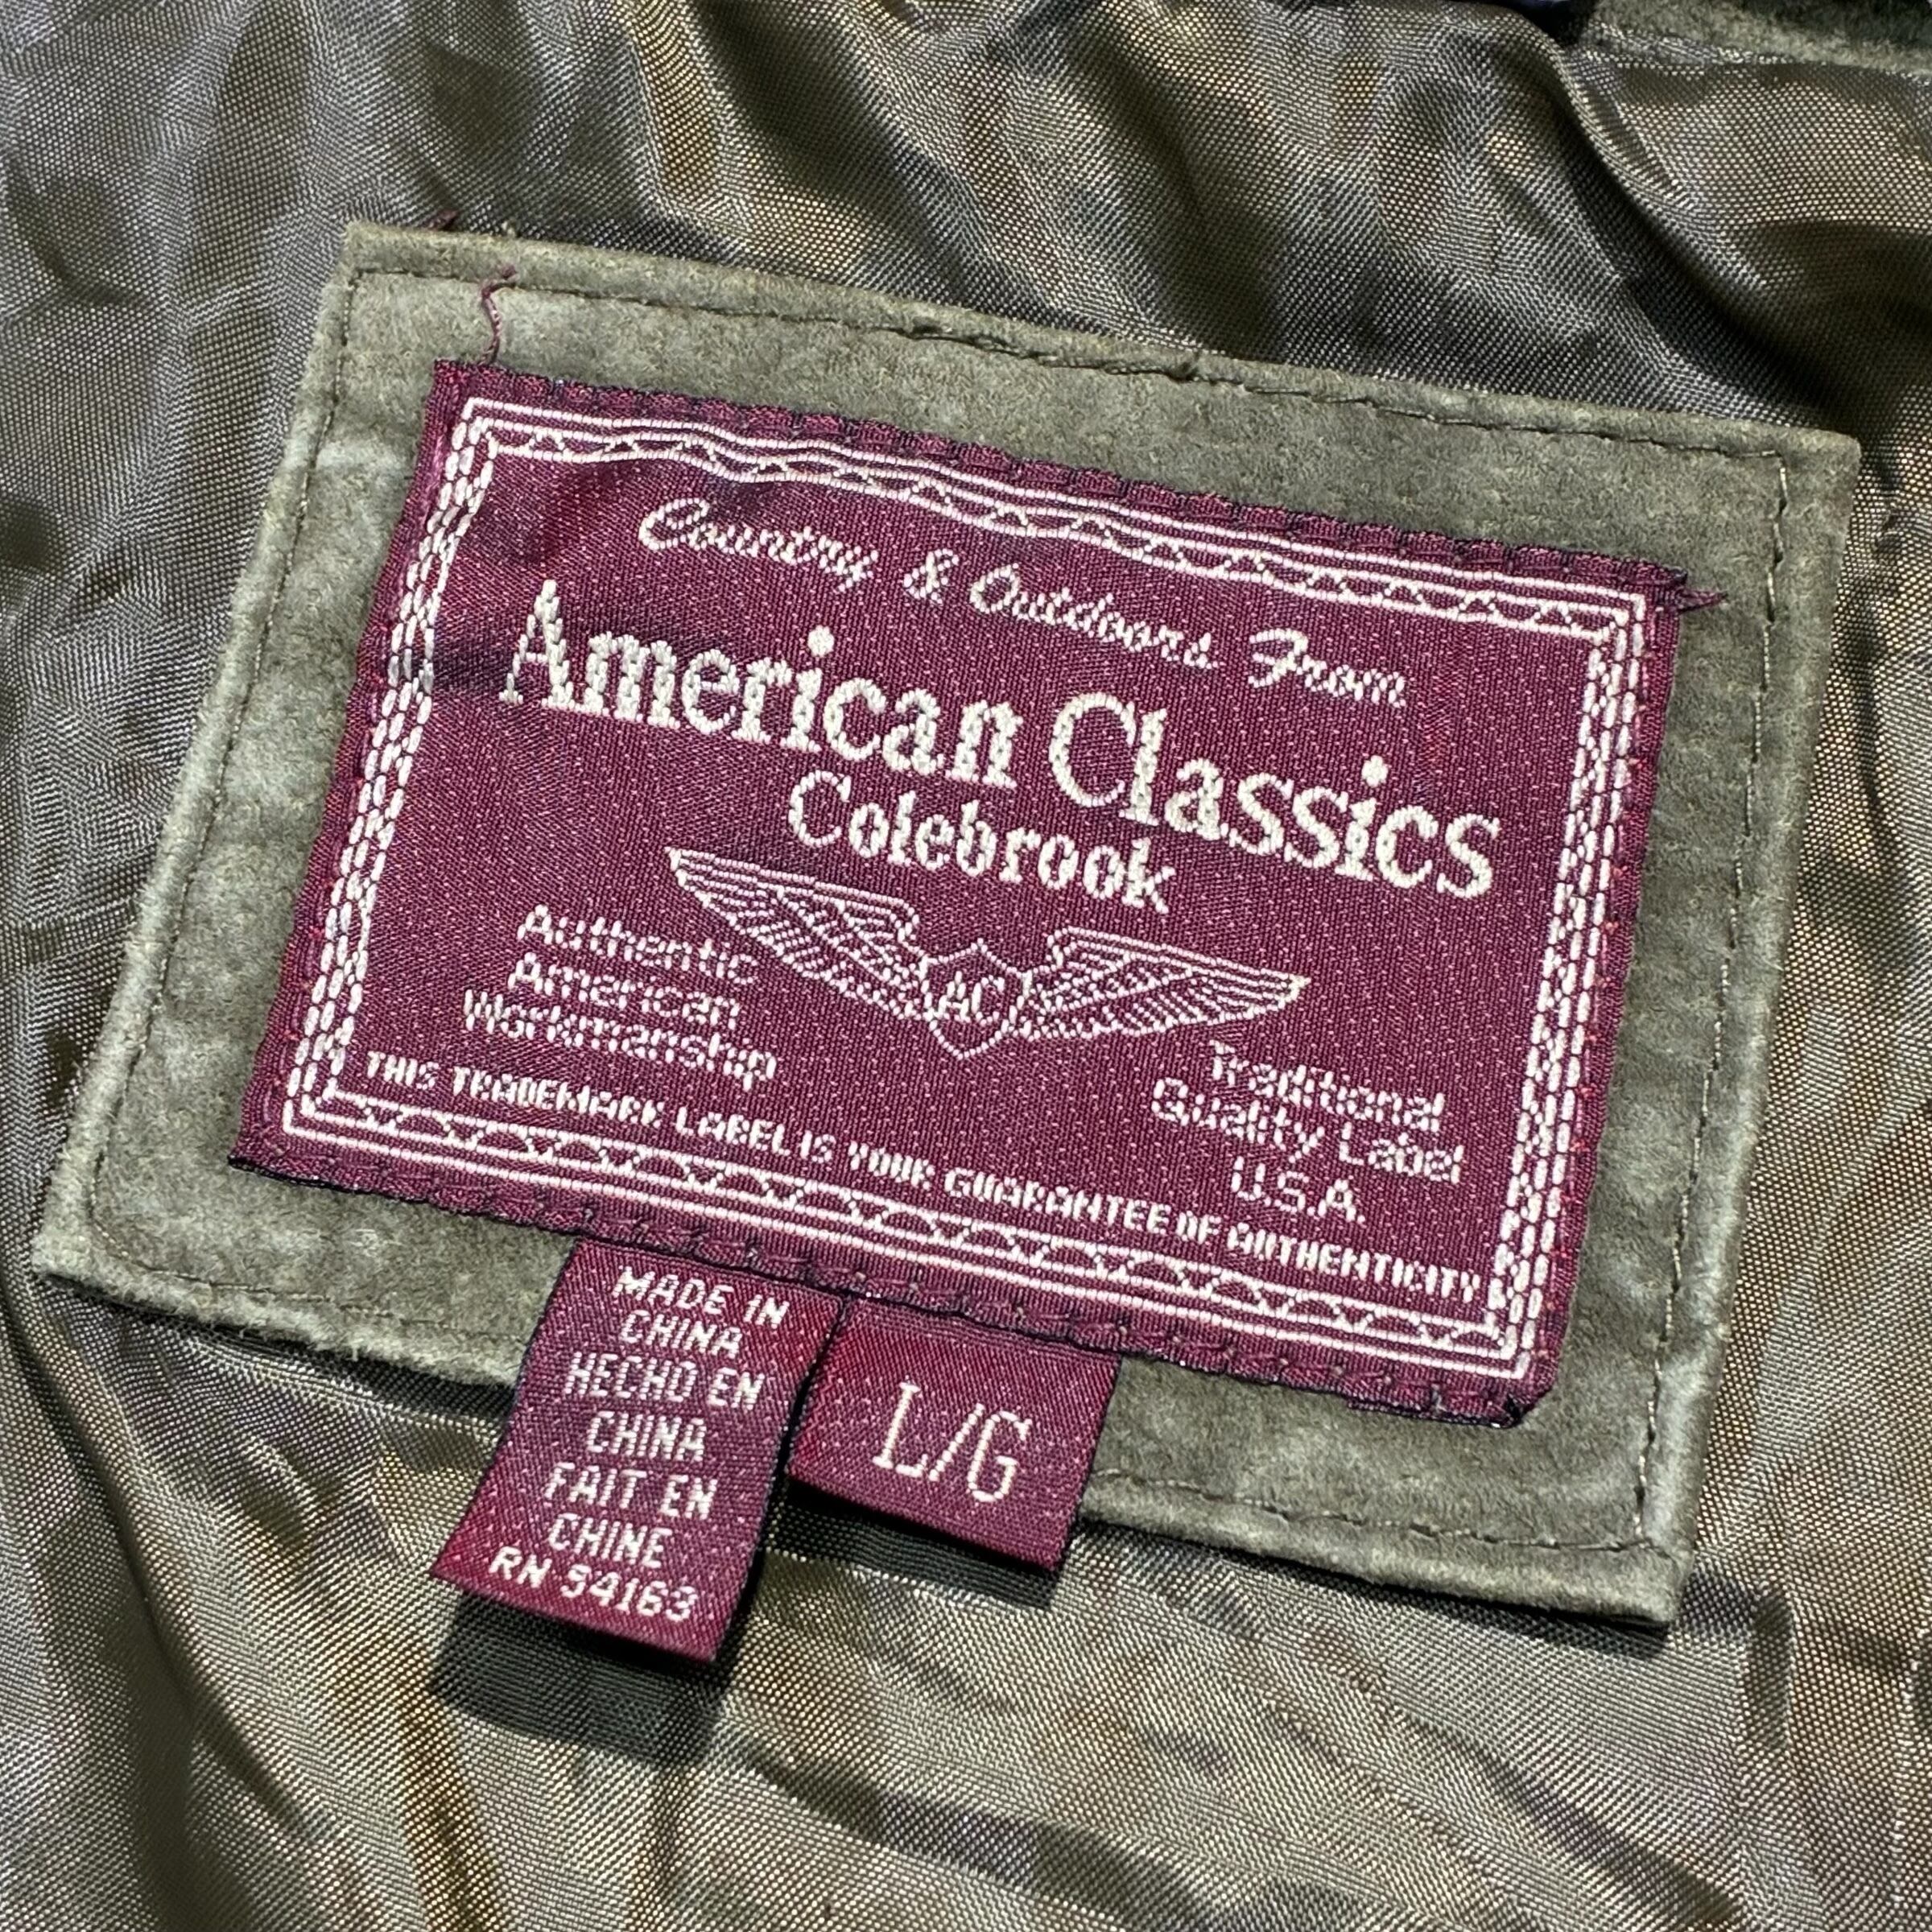 Country & Outdoors From
American Classics
Colebrook
Authentic
American
Workmanship
AC
Traditional
Quality Label
U.S.A.
THIS TRADEMARK LABEL IS YOUR GUARANTEE OF AUTHENTICITY
MADE IN
CHINA
HECHO EN
CHINA
FAIT EN
CHINE
RN 94163
L/G